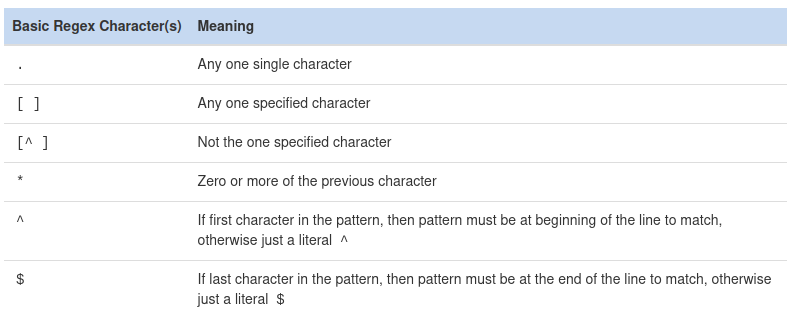 Basic Regex Character(s) Meaning
. Any one single character
[ ] Any one specified character
[^ ] Not the one specified character
* Zero or more of the previous character
^ If first character in the pattern, then pattern must be at beginning of the line to match,
otherwise just a literal ^
$ If last character in the pattern, then pattern must be at the end of the line to match, otherwise
just a literal $